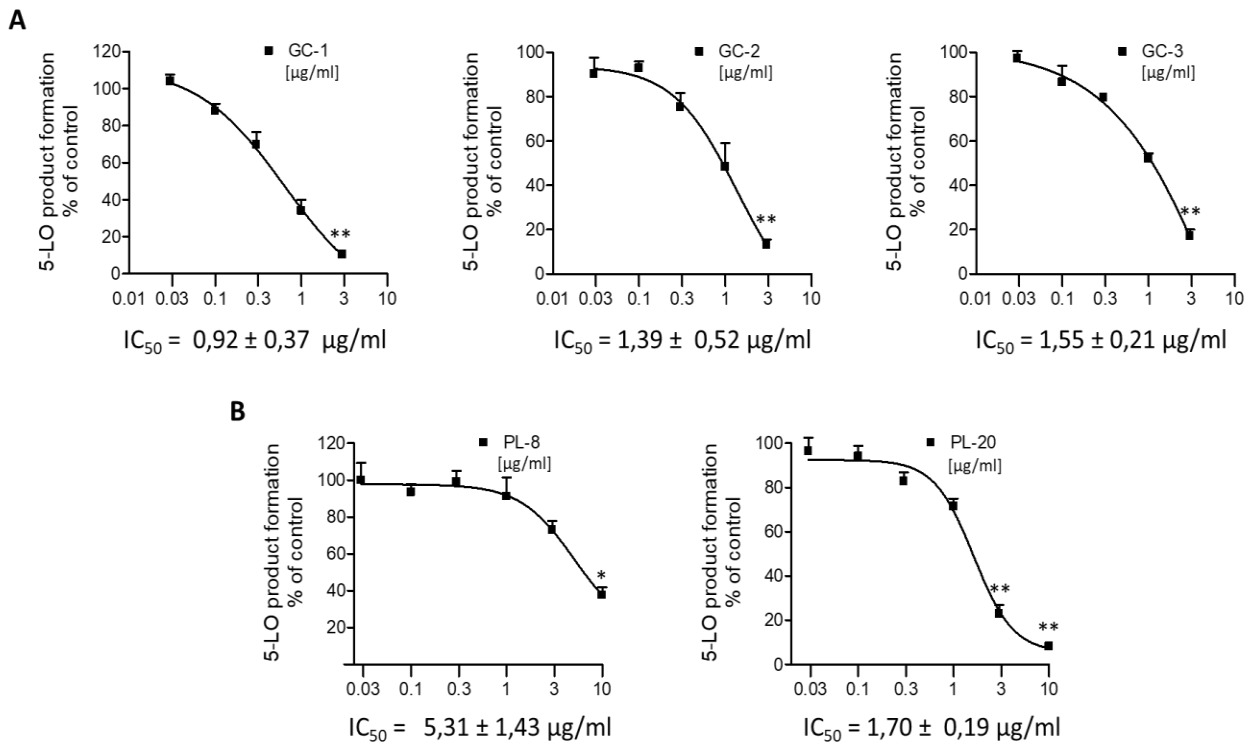 A
GC-1
[µg/ml]
5-LO product formation
% of control
120
100
80
60
40
20
0
**
0.01 0.03 0.1 0.3 1 3 10
IC50 = 0,92 ± 0,37 µg/ml
GC-2
[µg/ml]
5-LO product formation
% of control
100
80
60
40
20
0
**
0.01 0.03 0.1 0.3 1 3 10
IC50 = 1,39 ± 0,52 µg/ml
GC-3
[µg/ml]
5-LO product formation
% of control
100
80
60
40
20
0
**
0.01 0.03 0.1 0.3 1 3 10
IC50 = 1,55 ± 0,21 µg/ml
B
PL-8
[µg/ml]
5-LO product formation
% of control
120
100
80
60
40
20
*
0.03 0.1 0.3 1 3 10
IC50 = 5,31 ± 1,43 µg/ml
PL-20
[µg/ml]
5-LO product formation
% of control
100
80
60
40
20
0
**
**
0.03 0.1 0.3 1 3 10
IC50 = 1,70 ± 0,19 µg/ml